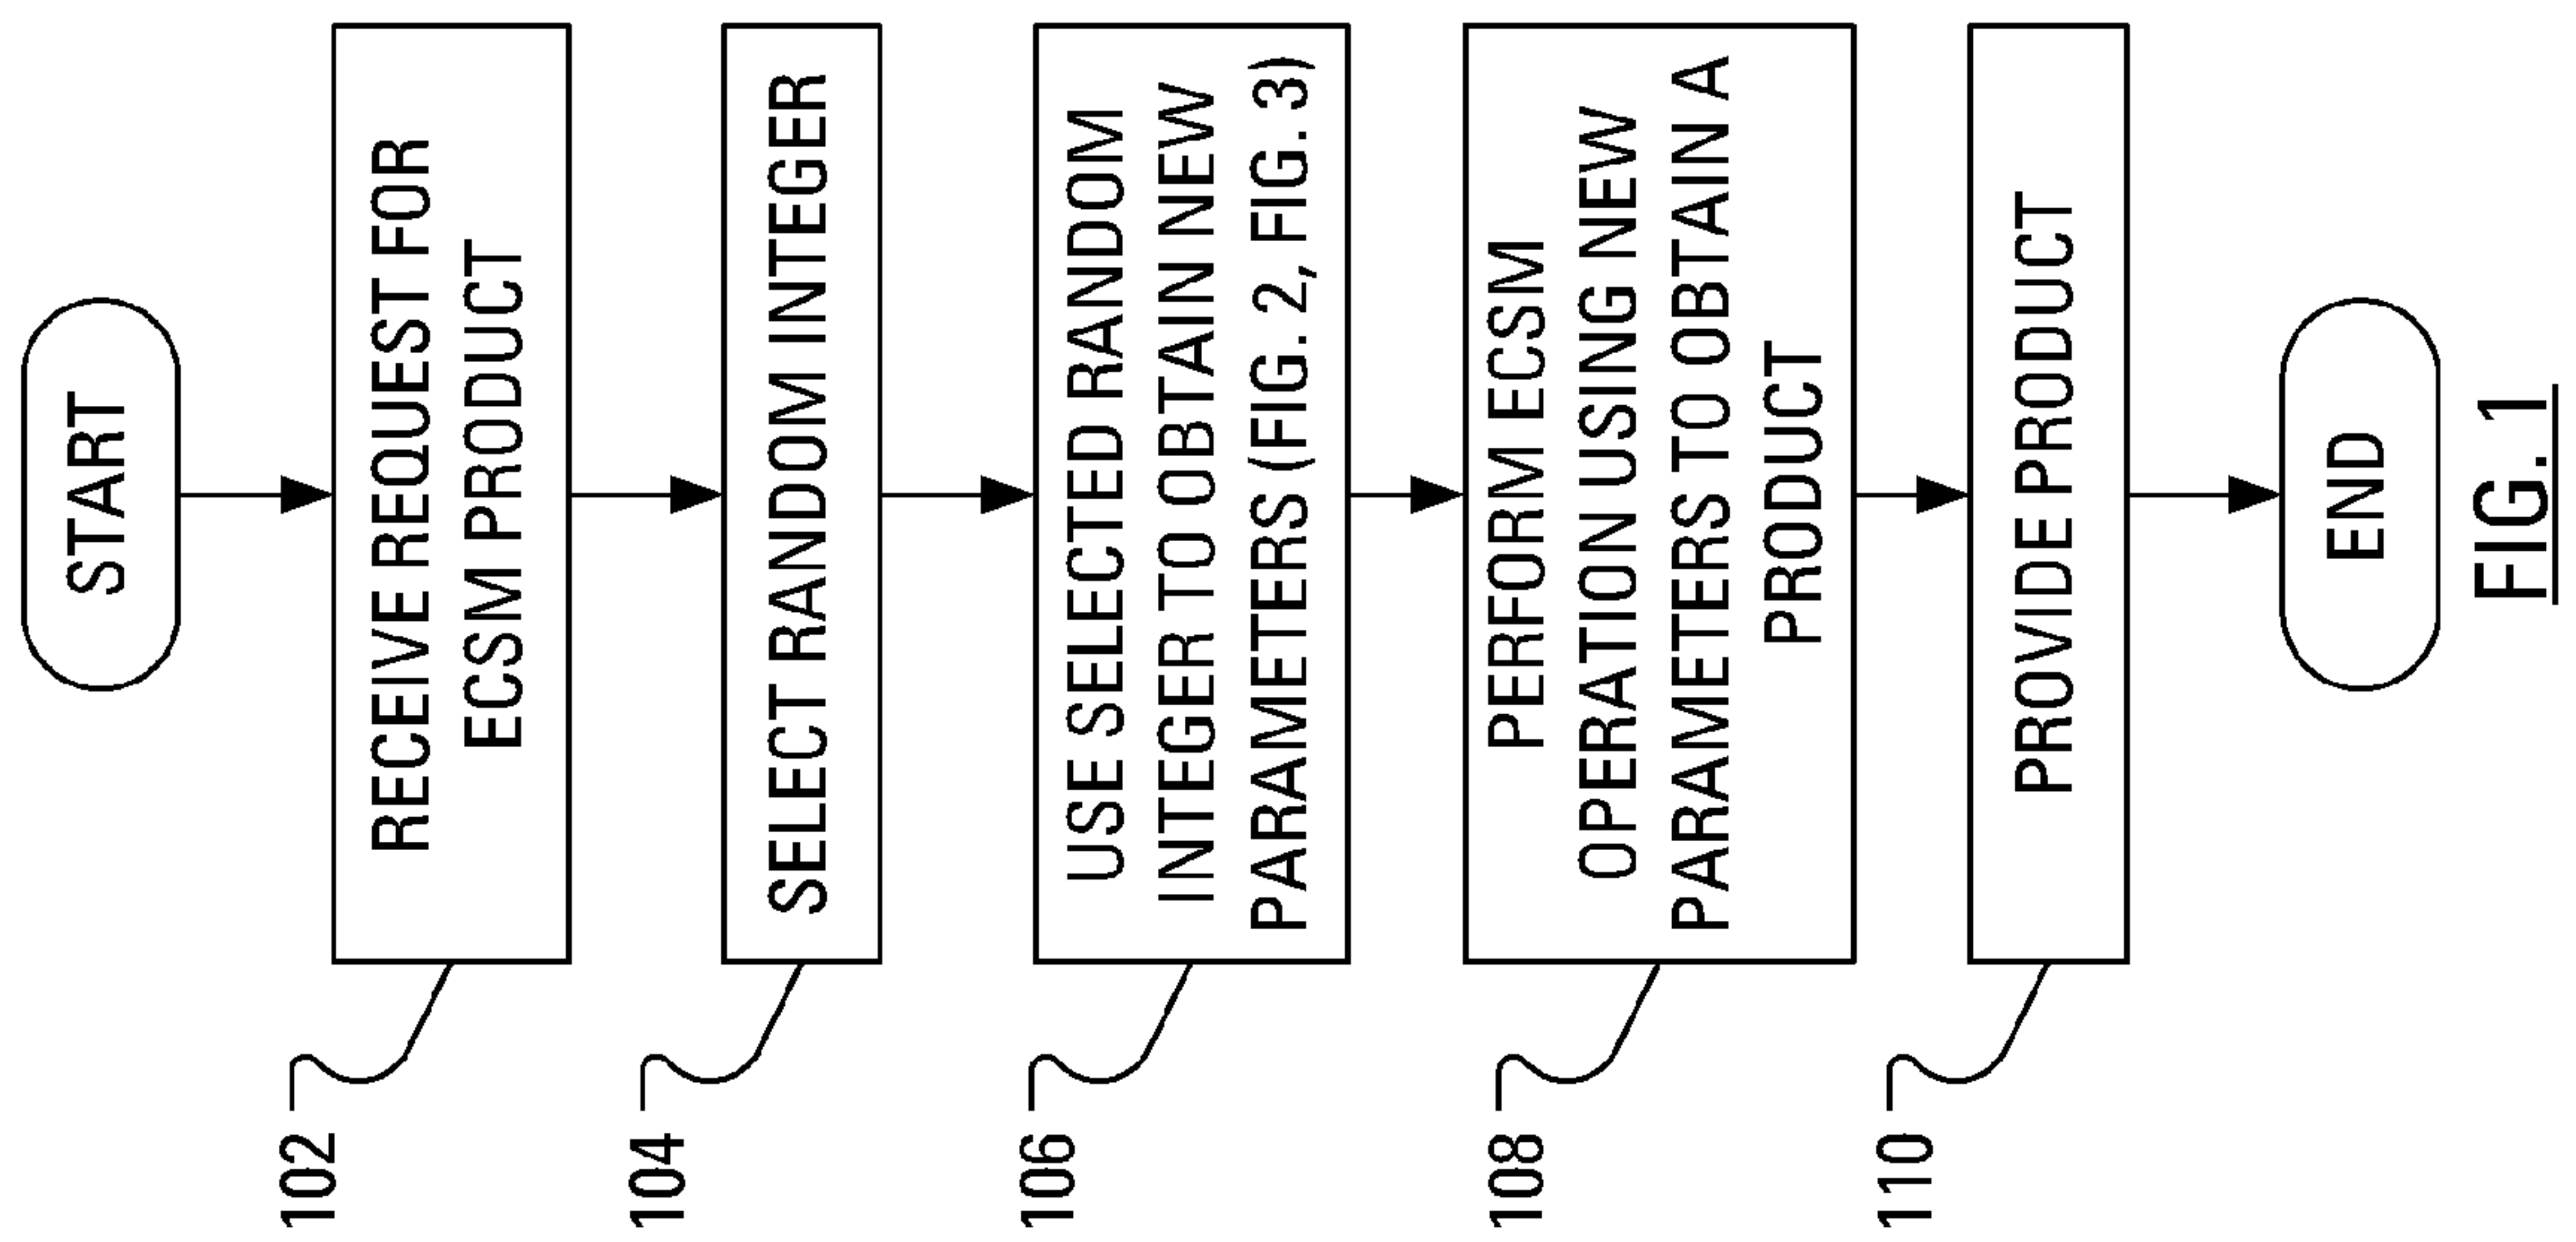 START
102
RECEIVE REQUEST FOR
ECSM PRODUCT
104
SELECT RANDOM INTEGER
106
USE SELECTED RANDOM
INTEGER TO OBTAIN NEW
PARAMETERS (FIG. 2, FIG. 3)
108
PERFORM ECSM
OPERATION USING NEW
PARAMETERS TO OBTAIN A
PRODUCT
110
PROVIDE PRODUCT
END
FIG. 1